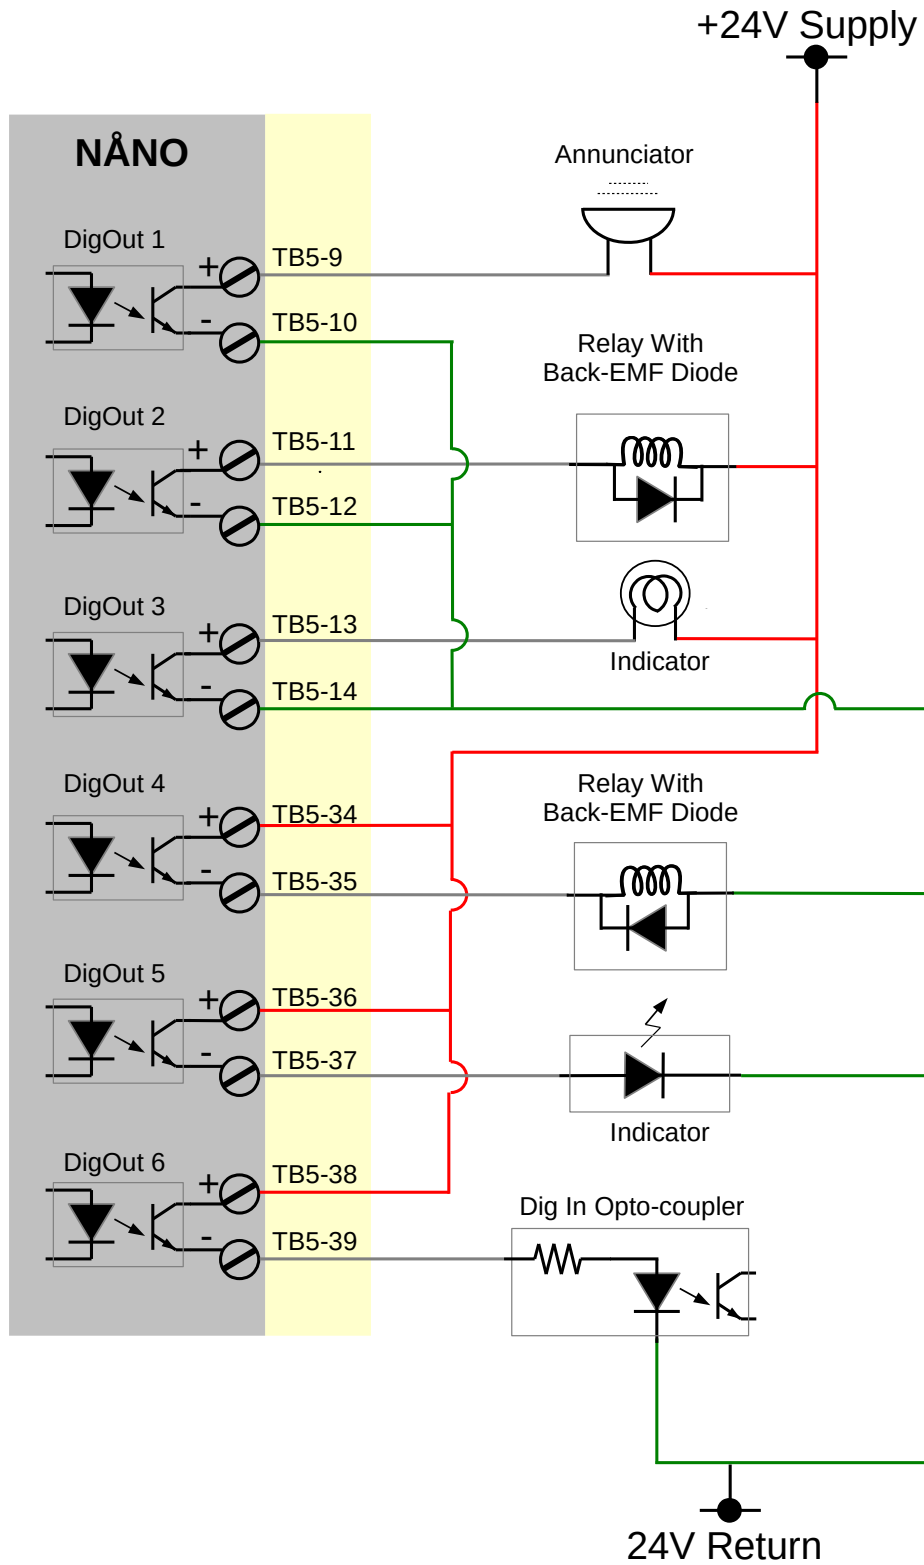 +24V Supply
NÅNO
Annunciator
DigOut 1
+
TB5-9
-
TB5-10
Relay With
Back-EMF Diode
DigOut 2
+
TB5-11
-
TB5-12
DigOut 3
+
TB5-13
Indicator
-
TB5-14
DigOut 4
Relay With
Back-EMF Diode
+
TB5-34
-
TB5-35
DigOut 5
+
TB5-36
-
TB5-37
Indicator
DigOut 6
+
TB5-38
Dig In Opto-coupler
-
TB5-39
24V Return